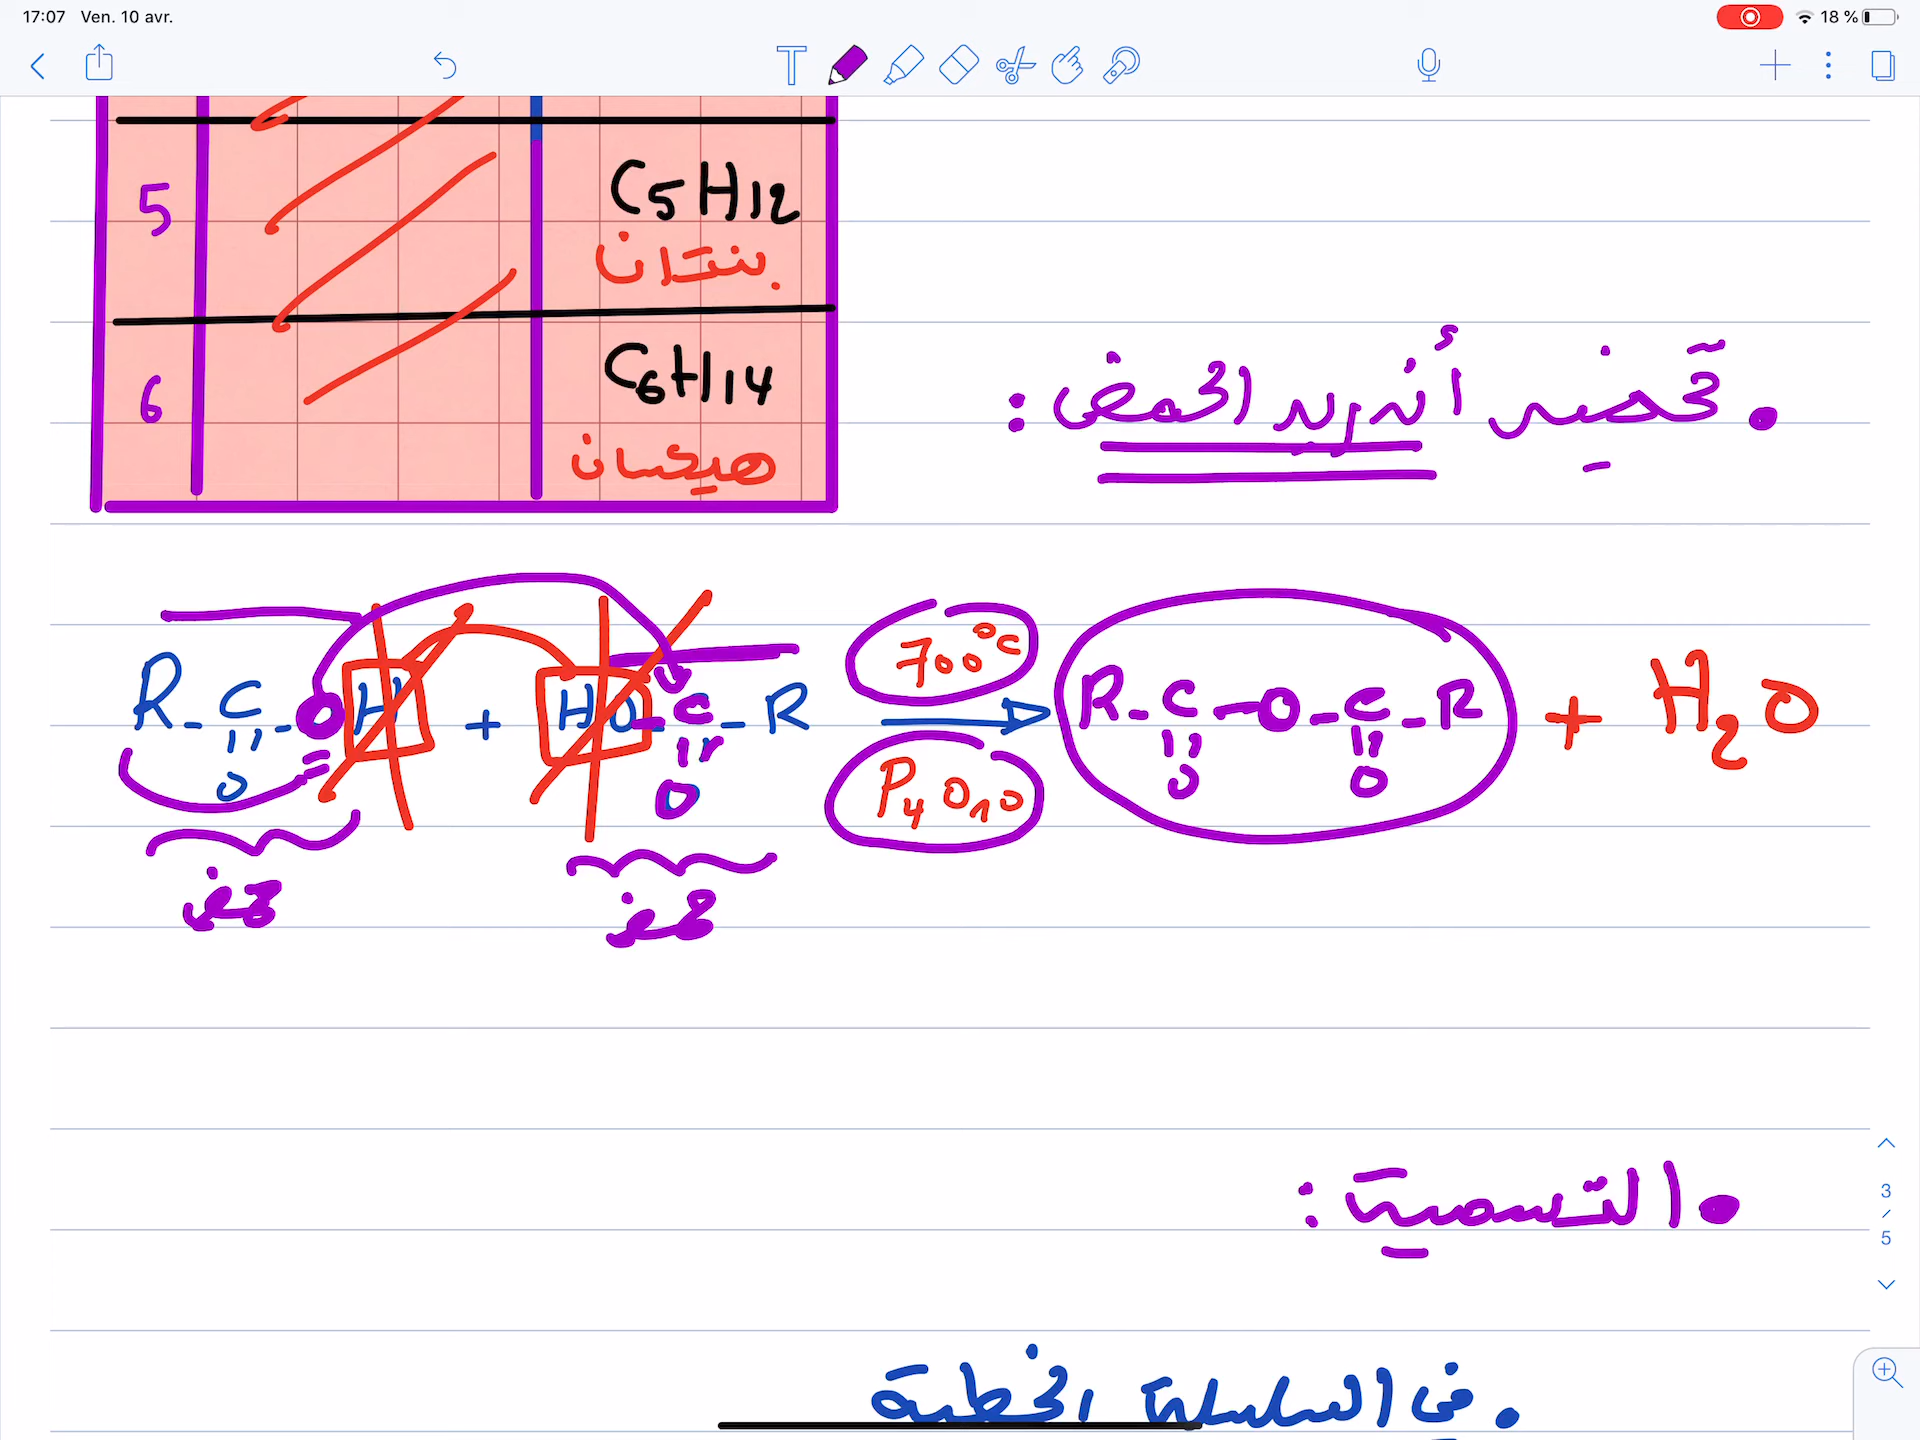 17:07 Ven. 10 avr.
18 %
5
C5H12
بنتان
6
C6H14
هيكسان
• تحضير أندريد الحمض :
R-C-OH + HO-C-R 700°C R-C-O-C-R + H2O
O O P4O10 O O
حمض حمض
• التسمية :
3
5
• في السلسلة الخطية